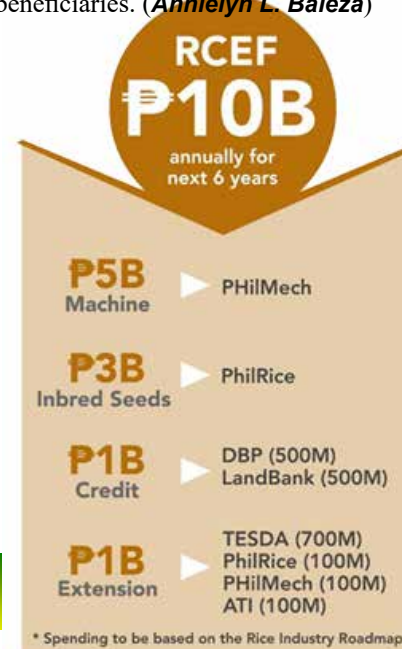 beneficiaries. (Annielyn L. Baleza)
RCEF
₱10B
annually for
next 6 years
₱5B
Machine
PHilMech
₱3B
Inbred Seeds
PhilRice
₱1B
Credit
DBP (500M)
LandBank (500M)
₱1B
Extension
TESDA (700M)
PhilRice (100M)
PHilMech (100M)
ATI (100M)
* Spending to be based on the Rice Industry Roadmap